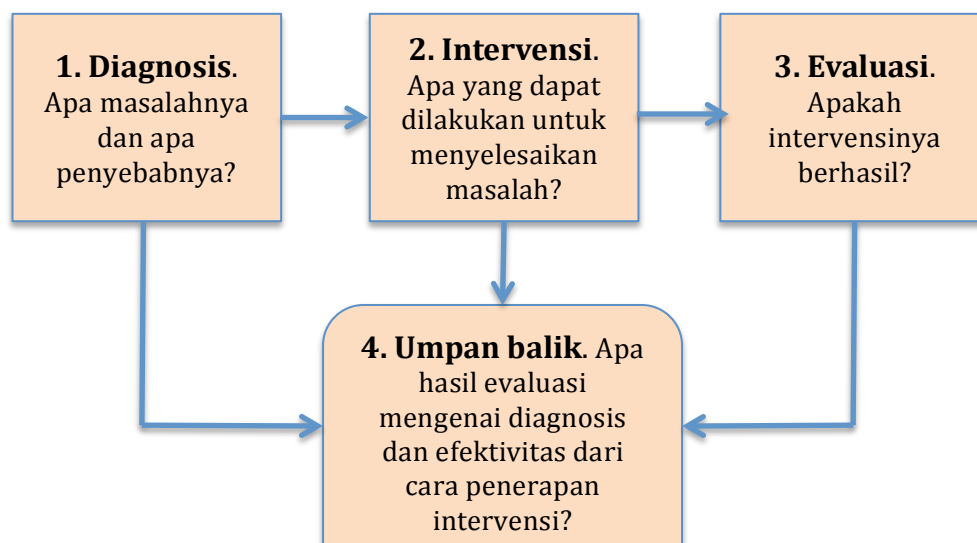 1. Diagnosis.
Apa masalahnya
dan apa
penyebabnya?
2. Intervensi.
Apa yang dapat
dilakukan untuk
menyelesaikan
masalah?
3. Evaluasi.
Apakah
intervensinya
berhasil?
4. Umpan balik. Apa
hasil evaluasi
mengenai diagnosis
dan efektivitas dari
cara penerapan
intervensi?